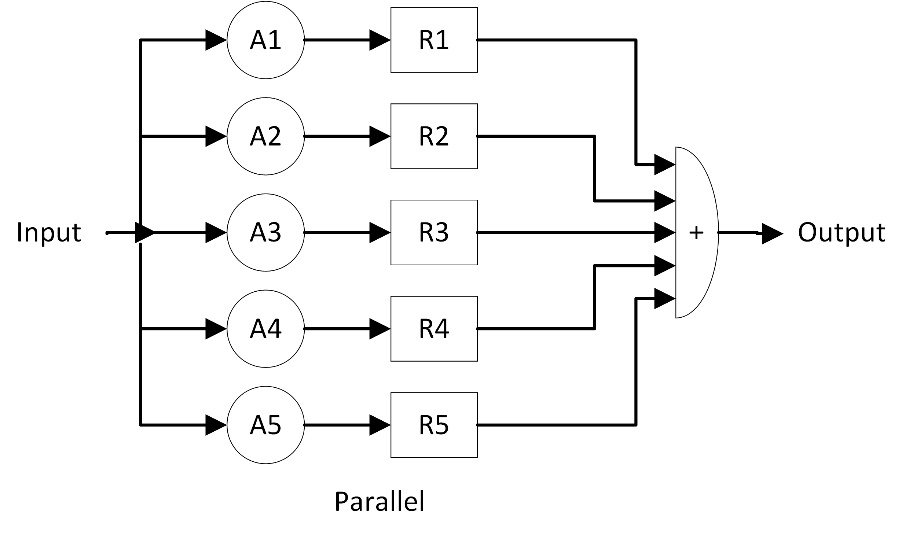 A1 R1
A2 R2
Input A3 R3 + Output
A4 R4
A5 R5
Parallel